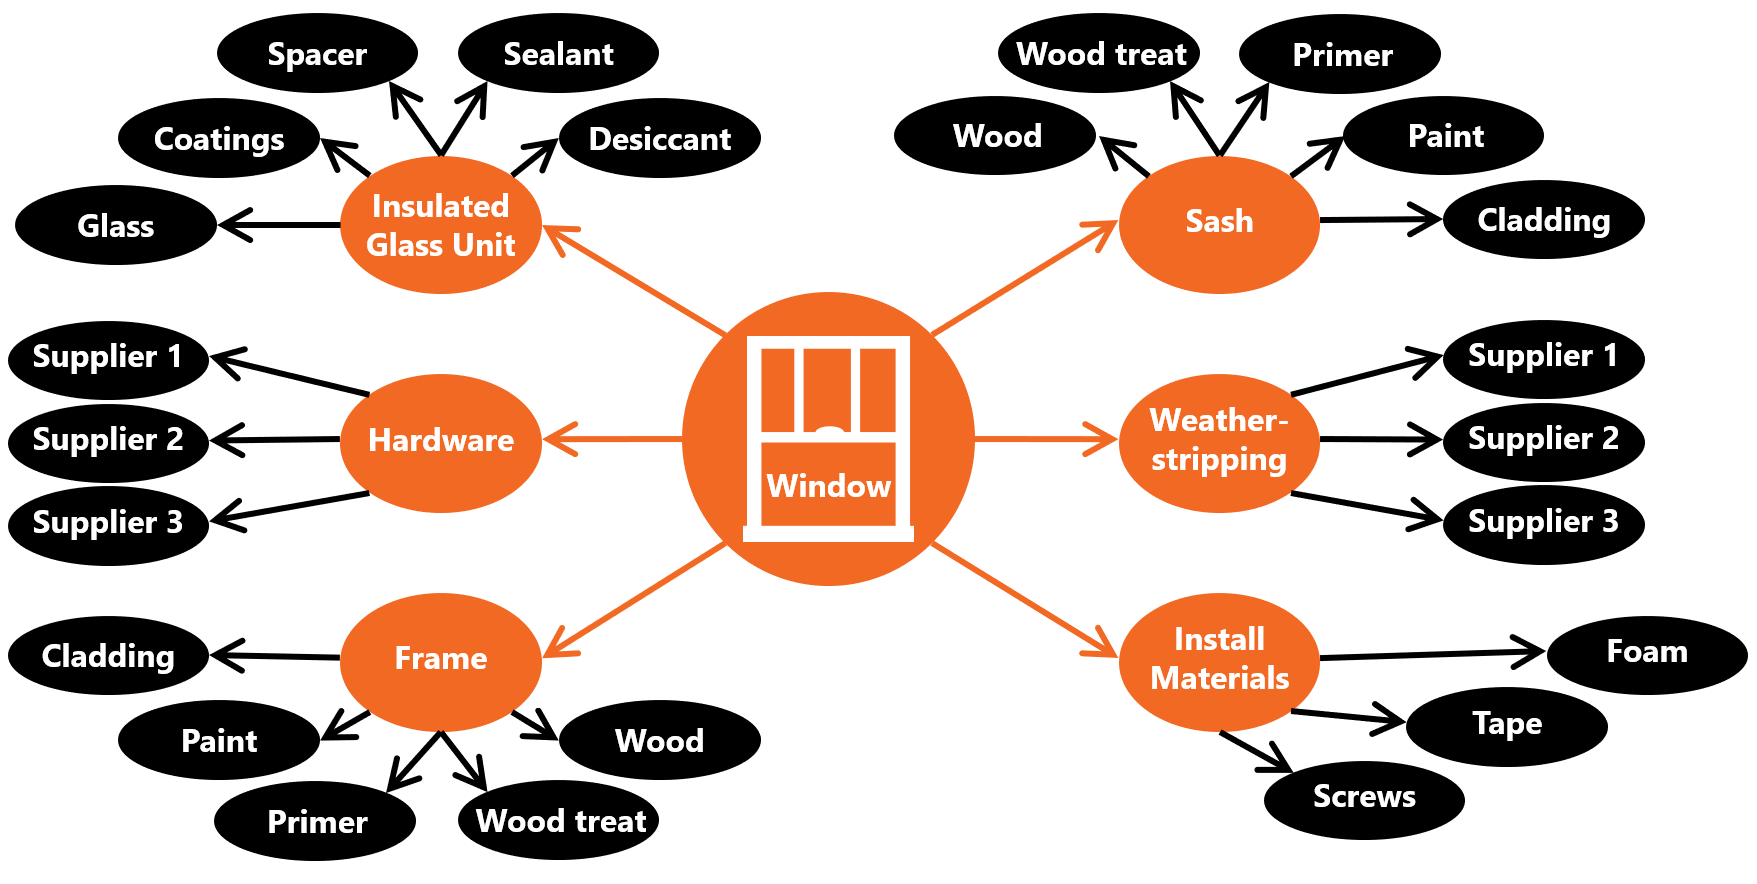 Spacer
Sealant
Coatings
Desiccant
Glass
Insulated
Glass Unit
Wood treat
Primer
Wood
Paint
Sash
Cladding
Supplier 1
Supplier 2
Supplier 3
Hardware
Window
Weather-
stripping
Supplier 1
Supplier 2
Supplier 3
Cladding
Frame
Paint
Wood
Primer
Wood treat
Install
Materials
Foam
Tape
Screws